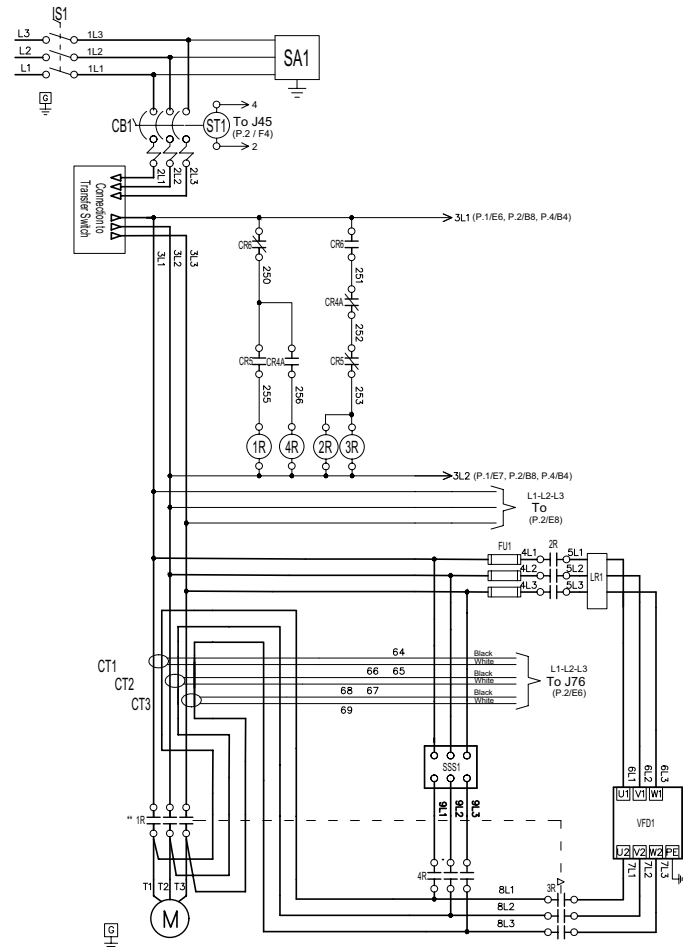 IS1
L3 1L3
L2 1L2
L1 1L1
SA1
G
CB1
ST1
4
To J45
(P.2 / F4)
2
2L1
2L2
2L3
Connection to
Transfer Switch
3L1 (P.1/E6, P.2/B8, P.4/B4)
3L1
3L2
3L3
CR6
250
CR6
251
CR4A
252
CR5
255
CR4A
256
CR5
253
1R
4R
2R
3R
3L2 (P.1/E7, P.2/B8, P.4/B4)
L1-L2-L3
To
(P.2/E8)
FU1
2R
4L1 5L1
4L2 5L2
4L3 5L3
LR1
CT1
CT2
CT3
64
66 65
68 67
69
Black
White
Black
White
Black
White
L1-L2-L3
To J76
(P.2/E6)
SSS1
9L1
9L2
9L3
6L1
6L2
6L3
U1 V1 W1
VFD1
U2 V2 W2 PE
7L1
7L2
7L3
** 1R
4R
3R
8L1
8L2
8L3
T1 T2 T3
M
G